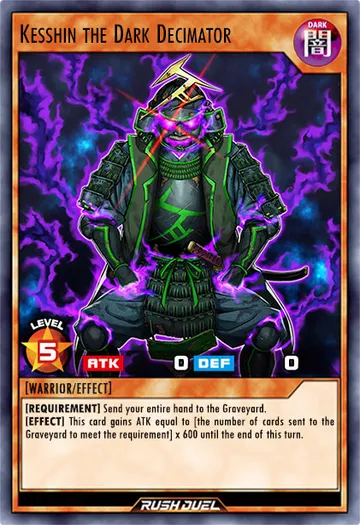 KESSHIN THE DARK DECIMATOR
DARK
闇
LEVEL
5
ATK 0 DEF 0
[WARRIOR/EFFECT]
[REQUIREMENT] Send your entire hand to the Graveyard.
[EFFECT] This card gains ATK equal to [the number of cards sent to the
Graveyard to meet the requirement] x 600 until the end of this turn.
RUSH DUEL